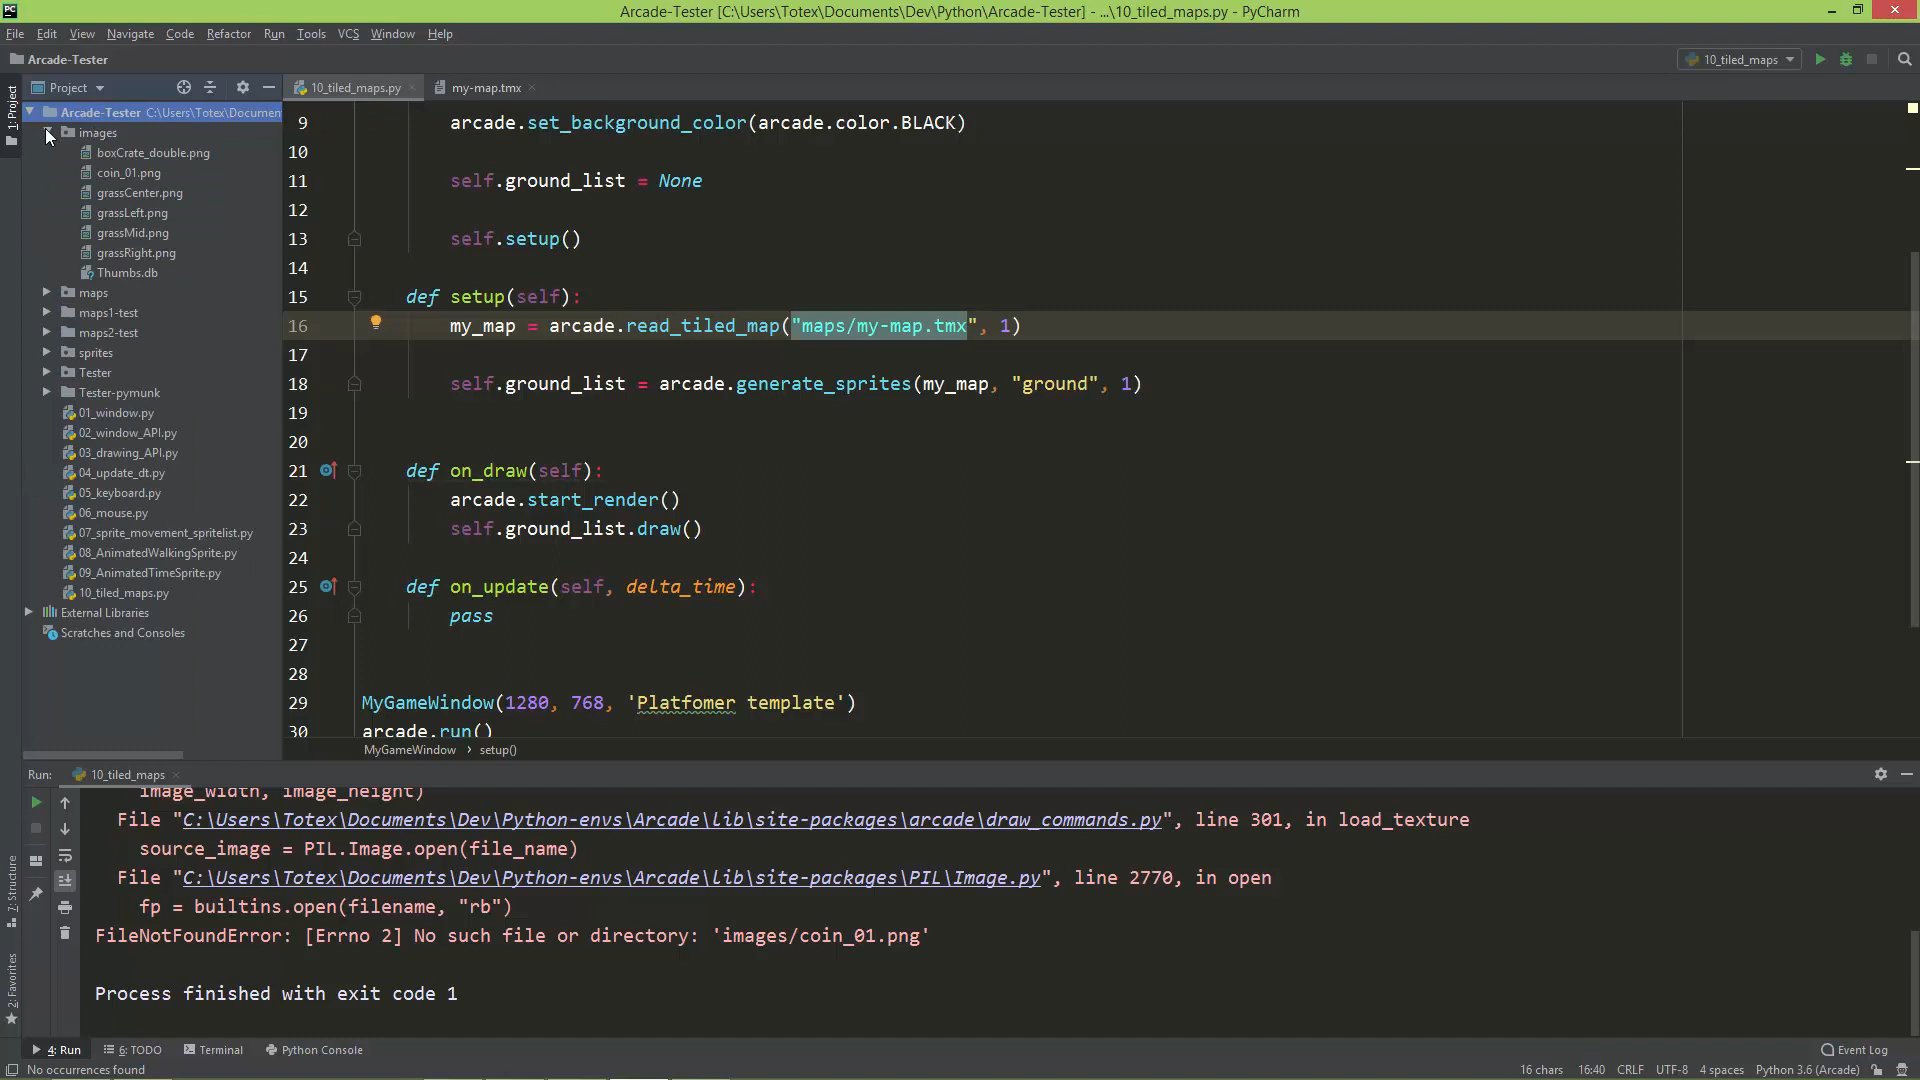 Arcade-Tester [C:\Users\Totex\Documents\Dev\Python\Arcade-Tester] - ...\10_tiled_maps.py - PyCharm
File Edit View Navigate Code Refactor Run Tools VCS Window Help
Arcade-Tester
10_tiled_maps
Project
10_tiled_maps.py
my-map.tmx
1: Project
Arcade-Tester C:\Users\Totex\Documen
images
boxCrate_double.png
coin_01.png
grassCenter.png
grassLeft.png
grassMid.png
grassRight.png
Thumbs.db
maps
maps1-test
maps2-test
sprites
Tester
Tester-pymunk
01_window.py
02_window_API.py
03_drawing_API.py
04_update_dt.py
05_keyboard.py
06_mouse.py
07_sprite_movement_spritelist.py
08_AnimatedWalkingSprite.py
09_AnimatedTimeSprite.py
10_tiled_maps.py
External Libraries
Scratches and Consoles
9 arcade.set_background_color(arcade.color.BLACK)
10
11 self.ground_list = None
12
13 self.setup()
14
15 def setup(self):
16 my_map = arcade.read_tiled_map("maps/my-map.tmx", 1)
17
18 self.ground_list = arcade.generate_sprites(my_map, "ground", 1)
19
20
21 def on_draw(self):
22 arcade.start_render()
23 self.ground_list.draw()
24
25 def on_update(self, delta_time):
26 pass
27
28
29 MyGameWindow(1280, 768, 'Platfomer template')
30 arcade.run()
MyGameWindow › setup()
Run: 10_tiled_maps
image_width, image_height)
File "C:\Users\Totex\Documents\Dev\Python-envs\Arcade\lib\site-packages\arcade\draw_commands.py", line 301, in load_texture
source_image = PIL.Image.open(file_name)
File "C:\Users\Totex\Documents\Dev\Python-envs\Arcade\lib\site-packages\PIL\Image.py", line 2770, in open
fp = builtins.open(filename, "rb")
FileNotFoundError: [Errno 2] No such file or directory: 'images/coin_01.png'
Process finished with exit code 1
7: Structure
2: Favorites
4: Run 6: TODO Terminal Python Console Event Log
No occurrences found 16 chars 16:40 CRLF UTF-8 4 spaces Python 3.6 (Arcade)